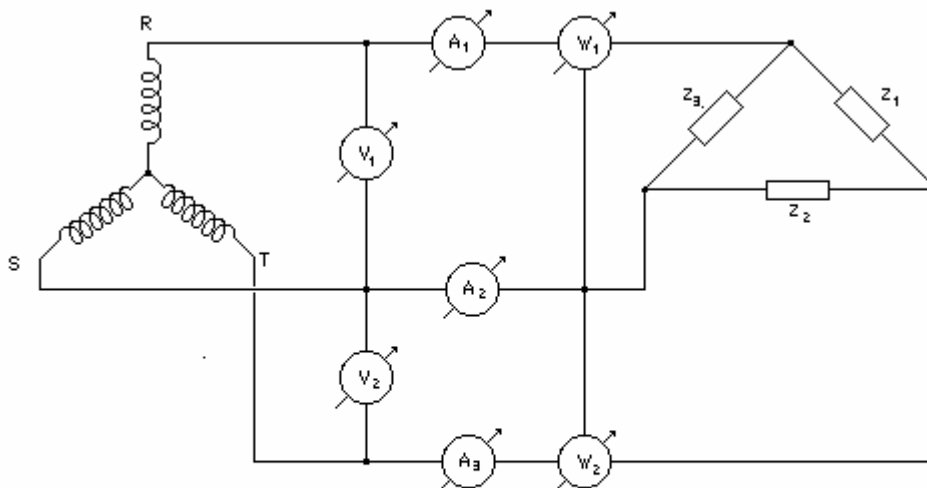 R
A₁
W₁
Z₃
Z₁
V₁
Z₂
S
T
A₂
V₂
A₃
W₂